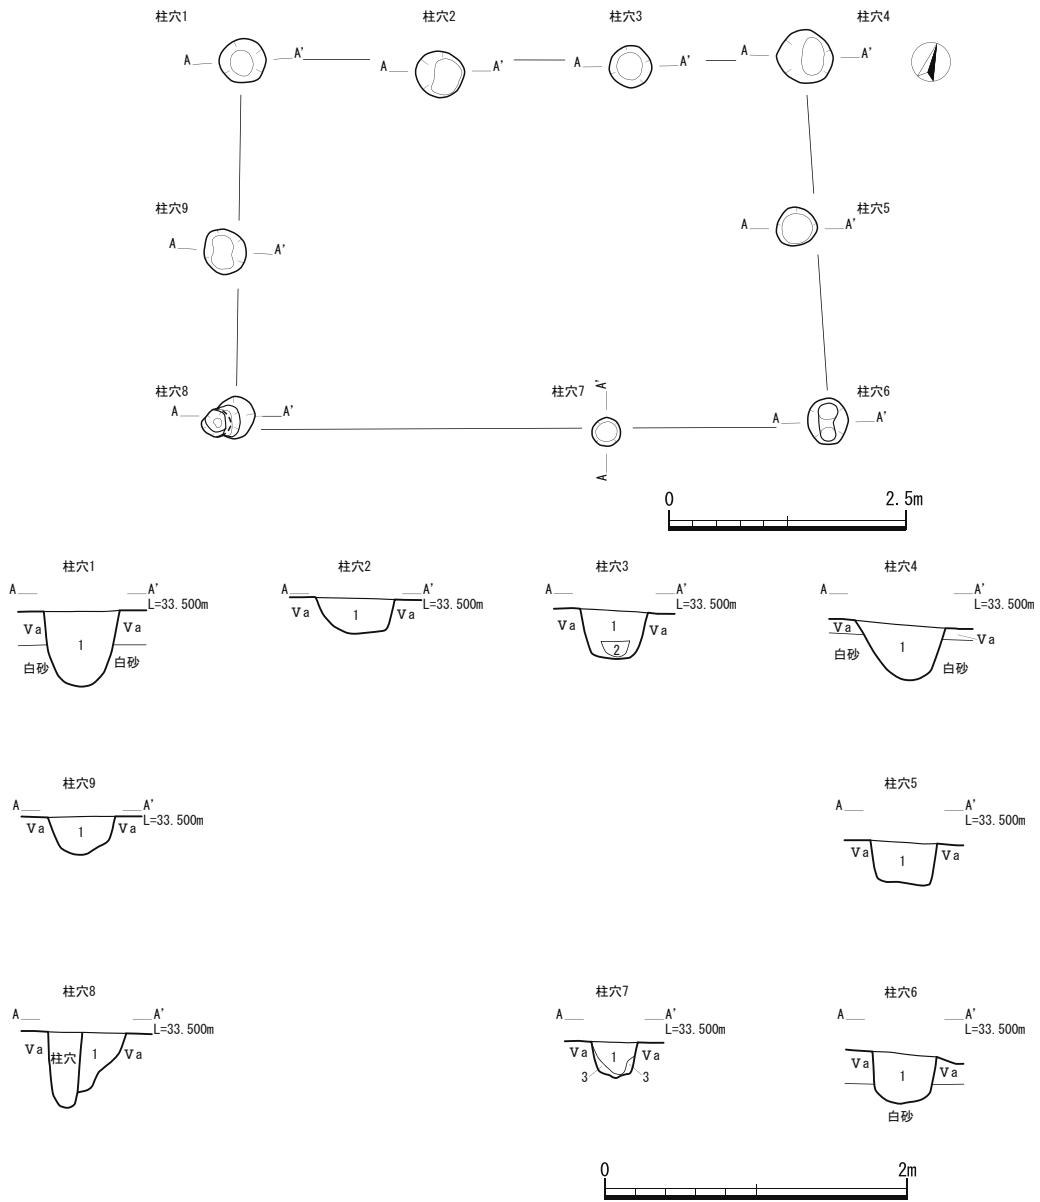 柱穴1 柱穴2 柱穴3 柱穴4
A A' A A' A A' A A'
柱穴9 柱穴5
A A' A A'
柱穴8 柱穴7 柱穴6
A A' A' A A A'
0 2.5m
柱穴1 柱穴2 柱穴3 柱穴4
A A' A A' A A' A A'
L=33.500m L=33.500m L=33.500m L=33.500m
Ⅴa 1 Ⅴa Ⅴa 1 Ⅴa Ⅴa 1 Ⅴa Ⅴa 1 Ⅴa
白砂 白砂 2 白砂 白砂
柱穴9 柱穴5
A A' A A'
L=33.500m L=33.500m
Ⅴa 1 Ⅴa Ⅴa 1 Ⅴa
柱穴8 柱穴7 柱穴6
A A' A A' A A'
L=33.500m L=33.500m L=33.500m
Ⅴa 柱穴 1 Ⅴa Ⅴa 1 Ⅴa Ⅴa 1 Ⅴa
3 3
白砂
0 2m